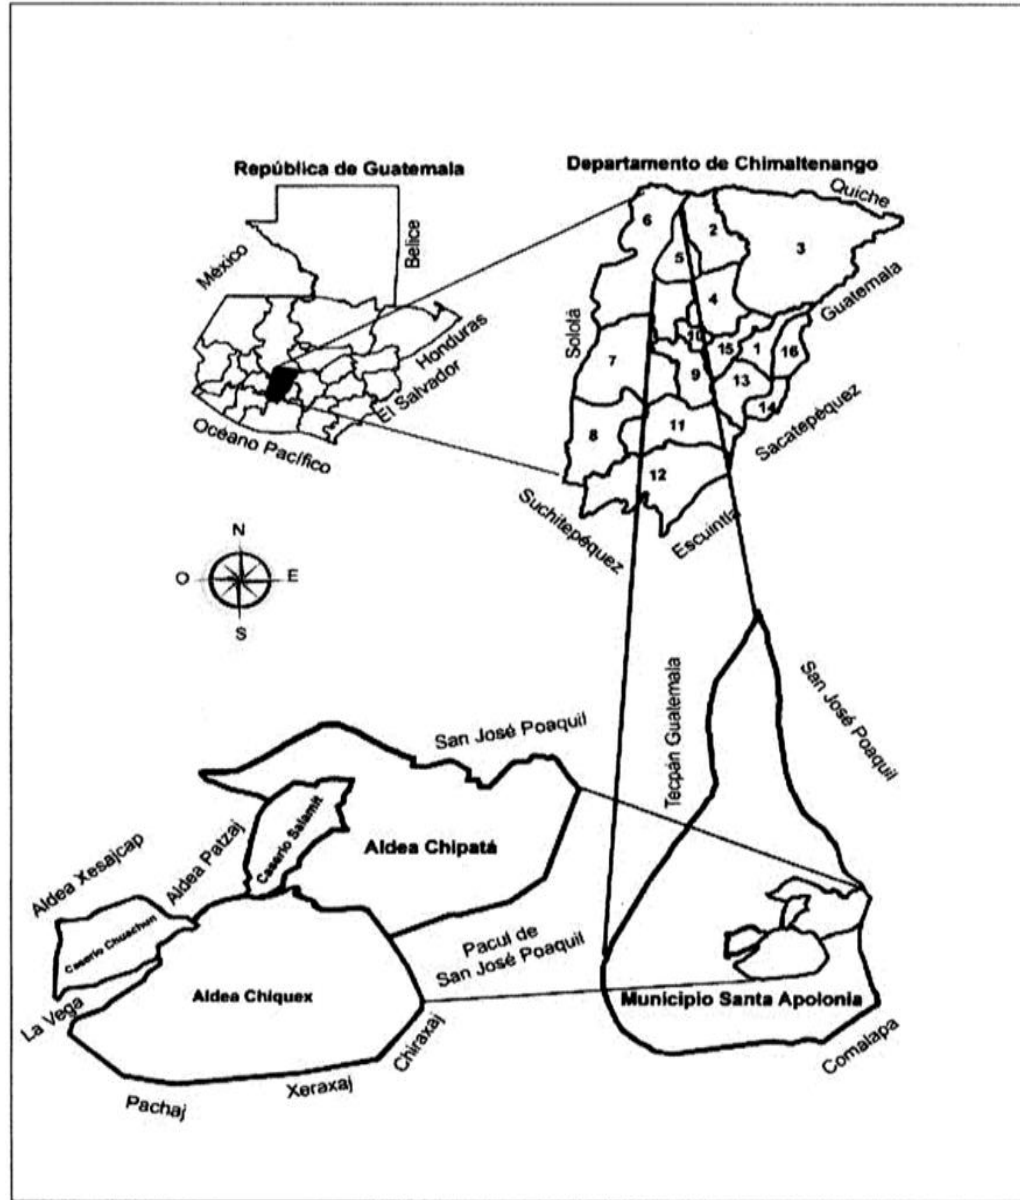 República de Guatemala
Departamento de Chimaltenango
Quiche
México
Belice
6
2
3
5
4
Guatemala
Sololá
Honduras
El Salvador
10
15
1
16
7
9
13
14
Océano Pacífico
8
11
Sacatepéquez
12
Suchitepéquez
Escuintla
N
O
E
S
Tecpán Guatemala
San José Poaquil
San José Poaquil
Aldea Xesajcap
Aldea Patzaj
Caserio Salamit
Aldea Chipatá
Caserio Chuachun
Pacul de
San José Poaquil
Aldea Chiquex
Municipio Santa Apolonia
La Vega
Chiraxaj
Comalapa
Pachaj
Xeraxaj